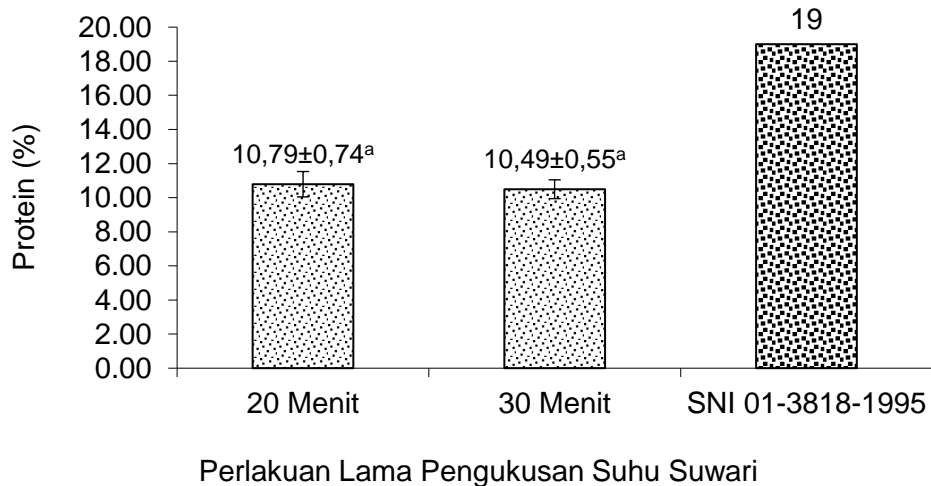 Protein (%)
20.00
18.00
16.00
14.00
12.00
10.00
8.00
6.00
4.00
2.00
0.00
10,79±0,74ᵃ
10,49±0,55ᵃ
19
20 Menit
30 Menit
SNI 01-3818-1995
Perlakuan Lama Pengukusan Suhu Suwari